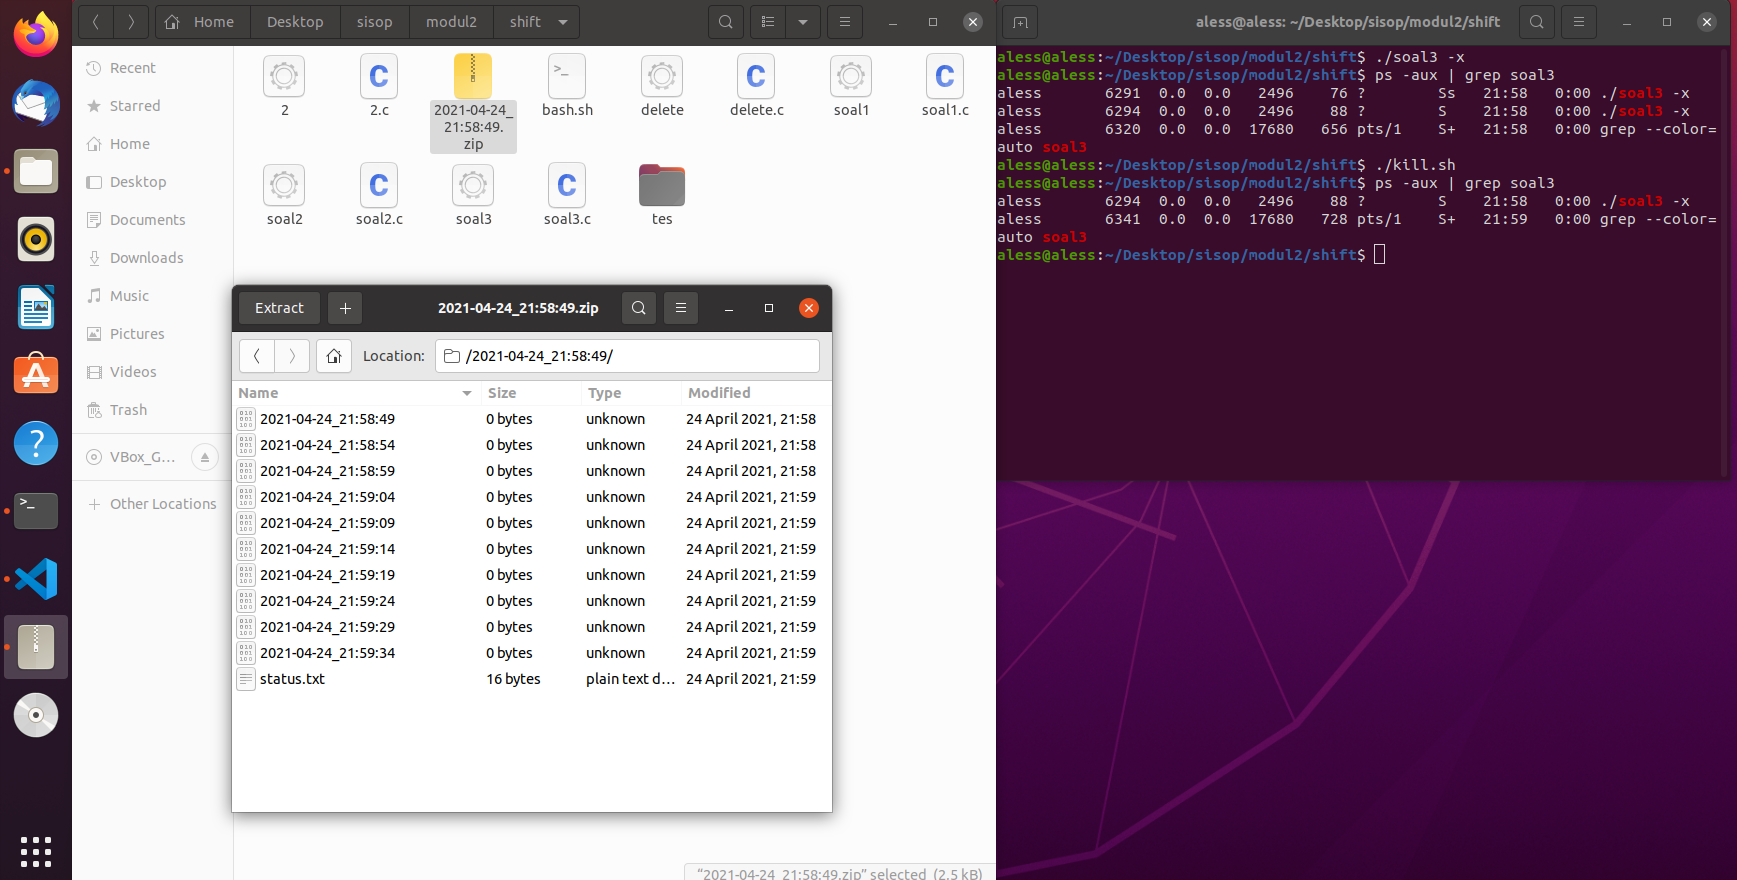 Home Desktop sisop modul2 shift
Recent
Starred
Home
Desktop
Documents
Downloads
Music
Pictures
Videos
Trash
VBox_G...
Other Locations
2 2.c 2021-04-24_ bash.sh delete delete.c soal1 soal1.c
21:58:49.
zip
soal2 soal2.c soal3 soal3.c tes
Extract 2021-04-24_21:58:49.zip
Location: /2021-04-24_21:58:49/
Name Size Type Modified
2021-04-24_21:58:49 0 bytes unknown 24 April 2021, 21:58
2021-04-24_21:58:54 0 bytes unknown 24 April 2021, 21:58
2021-04-24_21:58:59 0 bytes unknown 24 April 2021, 21:58
2021-04-24_21:59:04 0 bytes unknown 24 April 2021, 21:59
2021-04-24_21:59:09 0 bytes unknown 24 April 2021, 21:59
2021-04-24_21:59:14 0 bytes unknown 24 April 2021, 21:59
2021-04-24_21:59:19 0 bytes unknown 24 April 2021, 21:59
2021-04-24_21:59:24 0 bytes unknown 24 April 2021, 21:59
2021-04-24_21:59:29 0 bytes unknown 24 April 2021, 21:59
2021-04-24_21:59:34 0 bytes unknown 24 April 2021, 21:59
status.txt 16 bytes plain text d... 24 April 2021, 21:59
"2021-04-24_21:58:49.zip" selected (2.5 kB)
aless@aless: ~/Desktop/sisop/modul2/shift
aless@aless:~/Desktop/sisop/modul2/shift$ ./soal3 -x
aless@aless:~/Desktop/sisop/modul2/shift$ ps -aux | grep soal3
aless 6291 0.0 0.0 2496 76 ? Ss 21:58 0:00 ./soal3 -x
aless 6294 0.0 0.0 2496 88 ? S 21:58 0:00 ./soal3 -x
aless 6320 0.0 0.0 17680 656 pts/1 S+ 21:58 0:00 grep --color=
auto soal3
aless@aless:~/Desktop/sisop/modul2/shift$ ./kill.sh
aless@aless:~/Desktop/sisop/modul2/shift$ ps -aux | grep soal3
aless 6294 0.0 0.0 2496 88 ? S 21:58 0:00 ./soal3 -x
aless 6341 0.0 0.0 17680 728 pts/1 S+ 21:59 0:00 grep --color=
auto soal3
aless@aless:~/Desktop/sisop/modul2/shift$